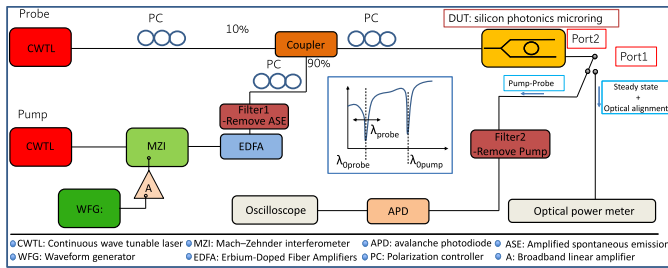 Probe
PC
10%
PC
DUT: silicon photonics microring
Port2
Port1
CWTL
Coupler
90%
PC
Pump-Probe
Steady state
+
Optical alignment
Pump
Filter1
-Remove ASE
λprobe
λ0probe
λ0pump
Filter2
-Remove Pump
CWTL
MZI
EDFA
A
WFG:
Oscilloscope
APD
Optical power meter
CWTL: Continuous wave tunable laser
MZI: Mach–Zehnder interferometer
APD: avalanche photodiode
ASE: Amplified spontaneous emission
WFG: Waveform generator
EDFA: Erbium-Doped Fiber Amplifiers
PC: Polarization controller
A: Broadband linear amplifier